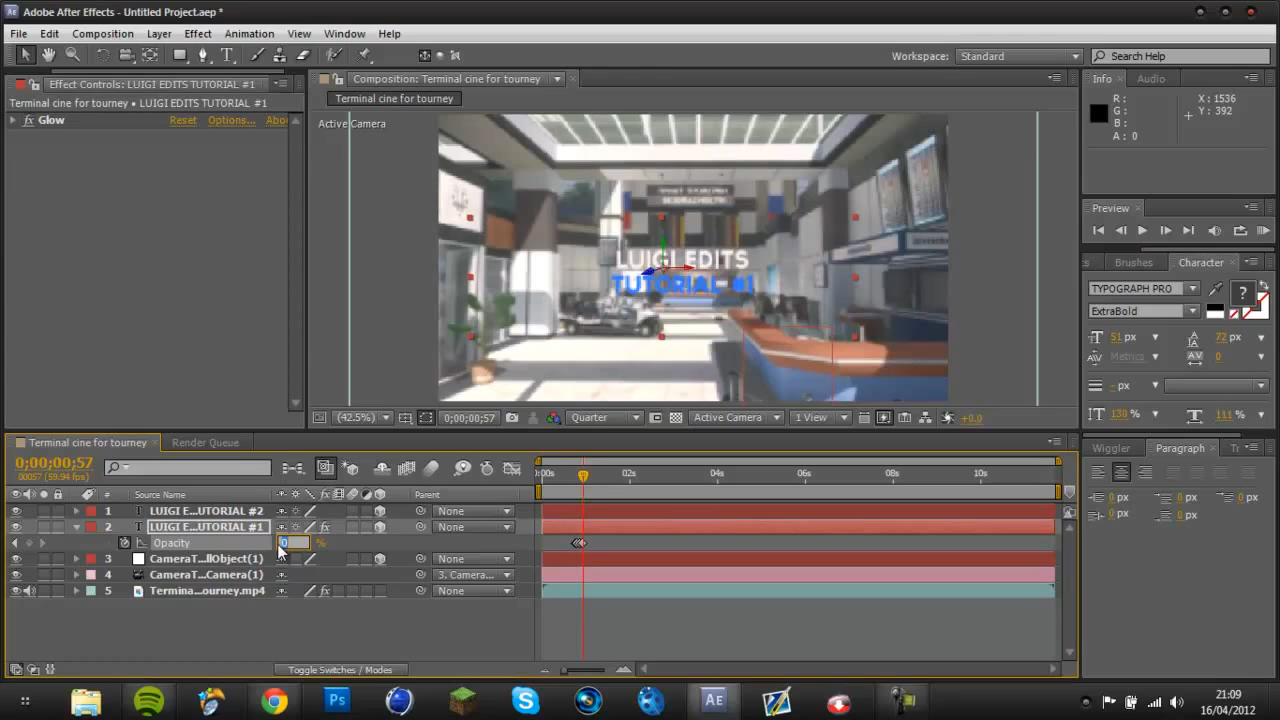 Adobe After Effects - Untitled Project.aep *
File Edit Composition Layer Effect Animation View Window Help
Workspace: Standard Search Help
Effect Controls: LUIGI EDITS TUTORIAL #1
Terminal cine for tourney • LUIGI EDITS TUTORIAL #1
fx Glow Reset Options... Abo
Composition: Terminal cine for tourney
Terminal cine for tourney
Active Camera
LUIGI EDITS
TUTORIAL #1
(42.5%) 0;00;00;57 Quarter Active Camera 1 View +0.0
Info Audio
R: X: 1536
G: Y: 392
B:
A: 0
Preview
Brushes Character
TYPOGRAPH PRO
ExtraBold
51 px 72 px
Metrics 0
- px
130 % 111 %
Wiggler Paragraph Tr
0 px 0 px 0 px
0 px 0 px
Terminal cine for tourney Render Queue
0;00;00;57
00057 (59.94 fps)
0:00s 02s 04s 06s 08s 10s
# Source Name Parent
1 T LUIGI E...UTORIAL #2 None
2 T LUIGI E...UTORIAL #1 fx None
Opacity 0 %
3 CameraT...llObject(1) None
4 CameraT...Camera(1) 3. Camera...
5 Termina...ourney.mp4 fx None
Toggle Switches / Modes
Ps Ae
21:09
16/04/2012